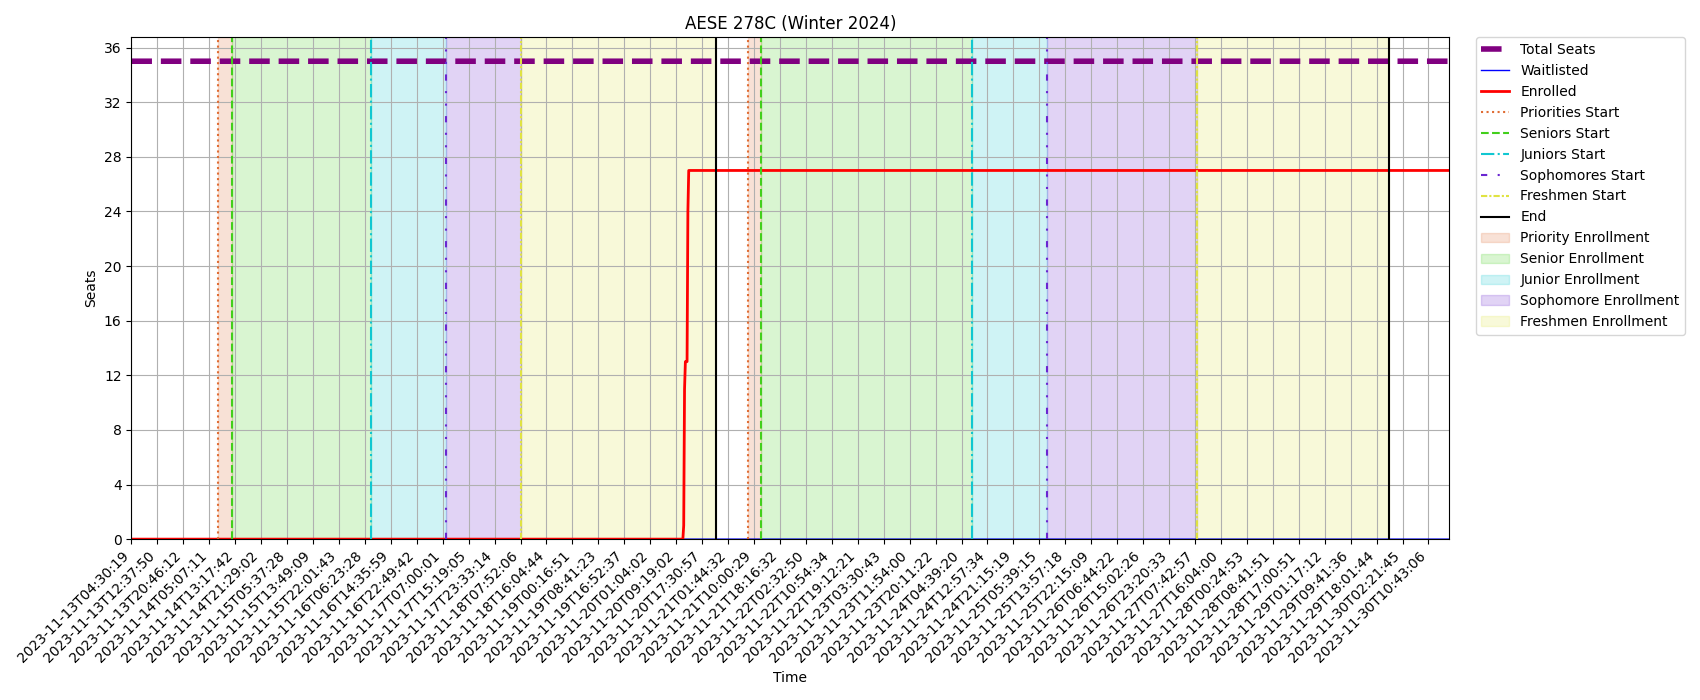 AESE 278C (Winter 2024)
36
32
28
24
20
16
12
8
4
0
Seats
2023-11-13T04:30:19
2023-11-13T12:37:50
2023-11-13T20:46:12
2023-11-14T05:07:11
2023-11-14T13:17:42
2023-11-14T21:29:02
2023-11-15T05:37:28
2023-11-15T13:49:09
2023-11-15T22:01:43
2023-11-16T06:23:28
2023-11-16T14:35:59
2023-11-16T22:49:42
2023-11-17T07:00:01
2023-11-17T15:19:05
2023-11-17T23:33:14
2023-11-18T07:52:06
2023-11-18T16:04:44
2023-11-19T00:16:51
2023-11-19T08:41:23
2023-11-19T16:52:37
2023-11-20T01:04:02
2023-11-20T09:19:02
2023-11-20T17:30:57
2023-11-21T01:44:32
2023-11-21T10:00:29
2023-11-21T18:16:32
2023-11-22T02:32:50
2023-11-22T10:54:34
2023-11-22T19:12:21
2023-11-23T03:30:43
2023-11-23T11:54:00
2023-11-23T20:11:22
2023-11-24T04:39:20
2023-11-24T12:57:34
2023-11-24T21:15:19
2023-11-25T05:39:15
2023-11-25T13:57:18
2023-11-25T22:15:09
2023-11-26T06:44:22
2023-11-26T15:02:26
2023-11-26T23:20:33
2023-11-27T07:42:57
2023-11-27T16:04:00
2023-11-28T00:24:53
2023-11-28T08:41:51
2023-11-28T17:00:51
2023-11-29T01:17:12
2023-11-29T09:41:36
2023-11-29T18:01:44
2023-11-30T02:21:45
2023-11-30T10:43:06
Time
Total Seats
Waitlisted
Enrolled
Priorities Start
Seniors Start
Juniors Start
Sophomores Start
Freshmen Start
End
Priority Enrollment
Senior Enrollment
Junior Enrollment
Sophomore Enrollment
Freshmen Enrollment